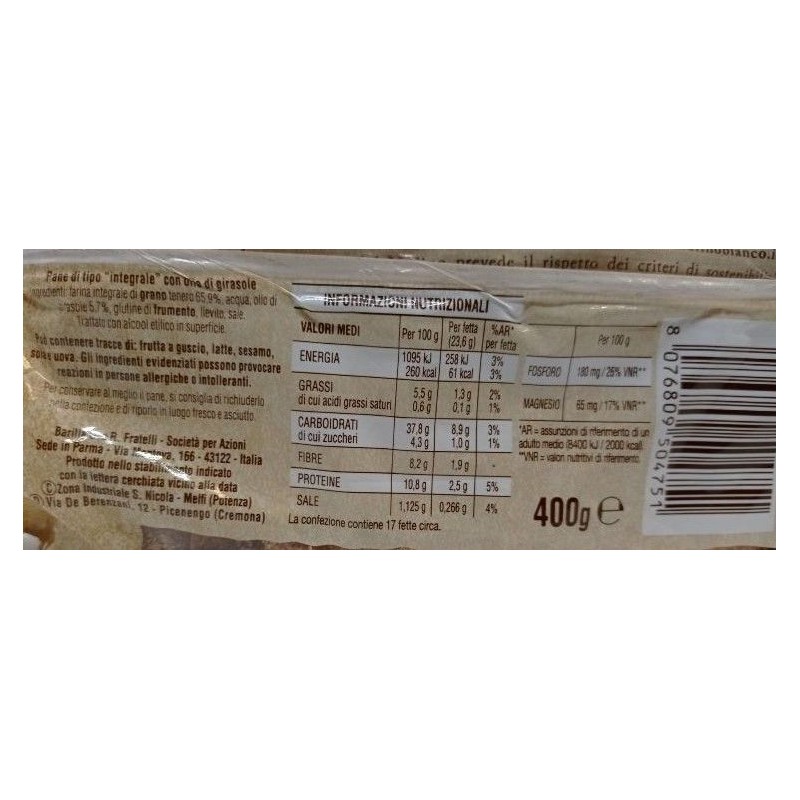 prevede il rispetto dei criteri di
Pane di tipo "integrale" con olio di girasole
Ingredienti: farina integrale di grano tenero 65,9%, acqua, olio di
girasole 5,7%, glutine di frumento, lievito, sale.
Trattato con alcool etilico in superficie.
Può contenere tracce di: frutta a guscio, latte, sesamo,
soia e uova. Gli ingredienti evidenziati possono provocare
reazioni in persone allergiche o intolleranti.
Per conservare al meglio il pane, si consiglia di richiuderlo
nella confezione e di riporlo in luogo fresco e asciutto.
Barilla R. Fratelli - Società per Azioni
Sede in Parma - Via Mantova, 166 - 43122 - Italia
Prodotto nello stabilimento indicato
con la lettera cerchiata vicino alla data
Ⓒ Zona Industriale S. Nicola - Melfi (Potenza)
Via De Berenzani, 12 - Picenengo (Cremona)
INFORMAZIONI NUTRIZIONALI
VALORI MEDI Per 100 g Per fetta (23,6 g) %AR* per fetta
ENERGIA 1095 kJ 258 kJ 3%
260 kcal 61 kcal 3%
GRASSI 5,5 g 1,3 g 2%
di cui acidi grassi saturi 0,6 g 0,1 g 1%
CARBOIDRATI 37,8 g 8,9 g 3%
di cui zuccheri 4,3 g 1,0 g 1%
FIBRE 8,2 g 1,9 g -
PROTEINE 10,8 g 2,5 g 5%
SALE 1,125 g 0,266 g 4%
La confezione contiene 17 fette circa.
Per 100 g
FOSFORO 180 mg / 26% VNR**
MAGNESIO 65 mg / 17% VNR**
*AR = assunzioni di riferimento di un
adulto medio (8400 kJ / 2000 kcal).
**VNR = valori nutritivi di riferimento.
400g e
8 076809 504751